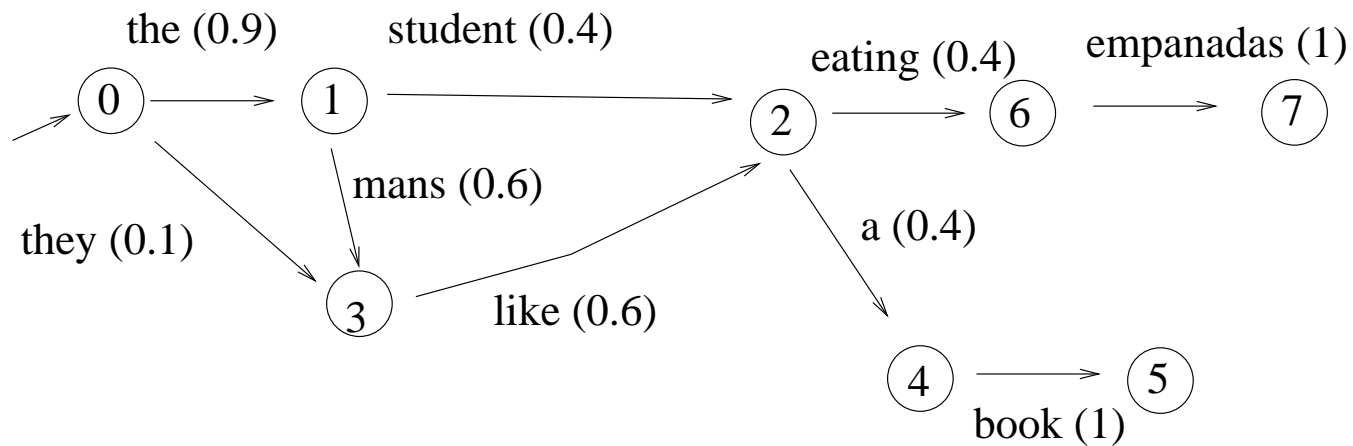 the (0.9) student (0.4)
eating (0.4) empanadas (1)
0 1 2 6 7
mans (0.6)
they (0.1) a (0.4)
3 like (0.6)
4 5
book (1)